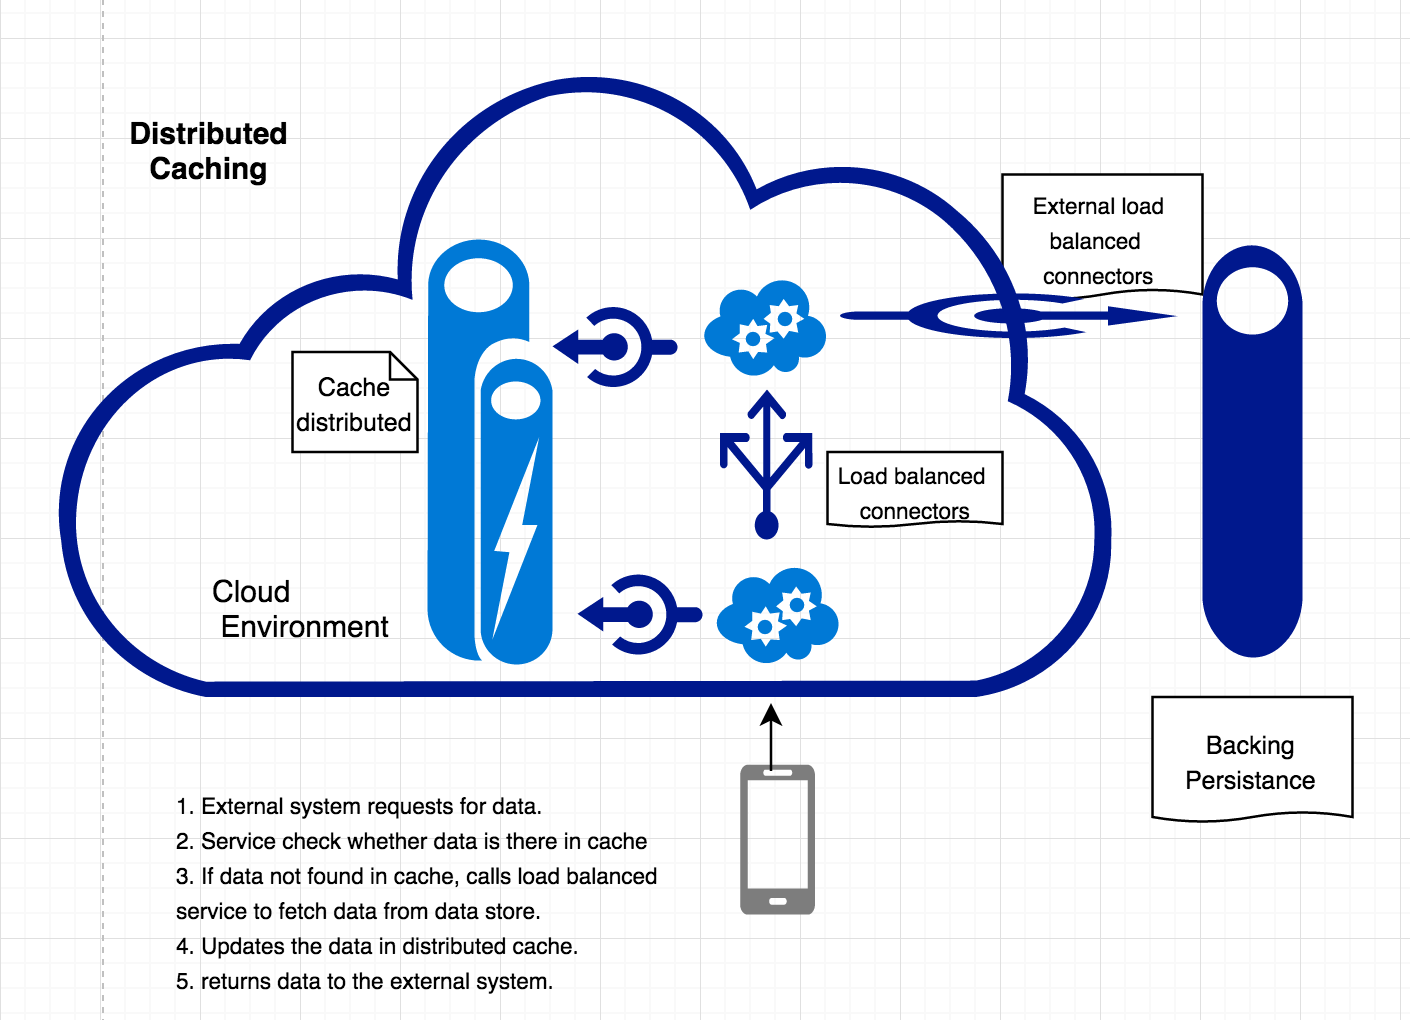 Distributed
Caching
External load
balanced
connectors
Cache
distributed
Load balanced
connectors
Cloud
Environment
Backing
Persistance
1. External system requests for data.
2. Service check whether data is there in cache
3. If data not found in cache, calls load balanced
service to fetch data from data store.
4. Updates the data in distributed cache.
5. returns data to the external system.